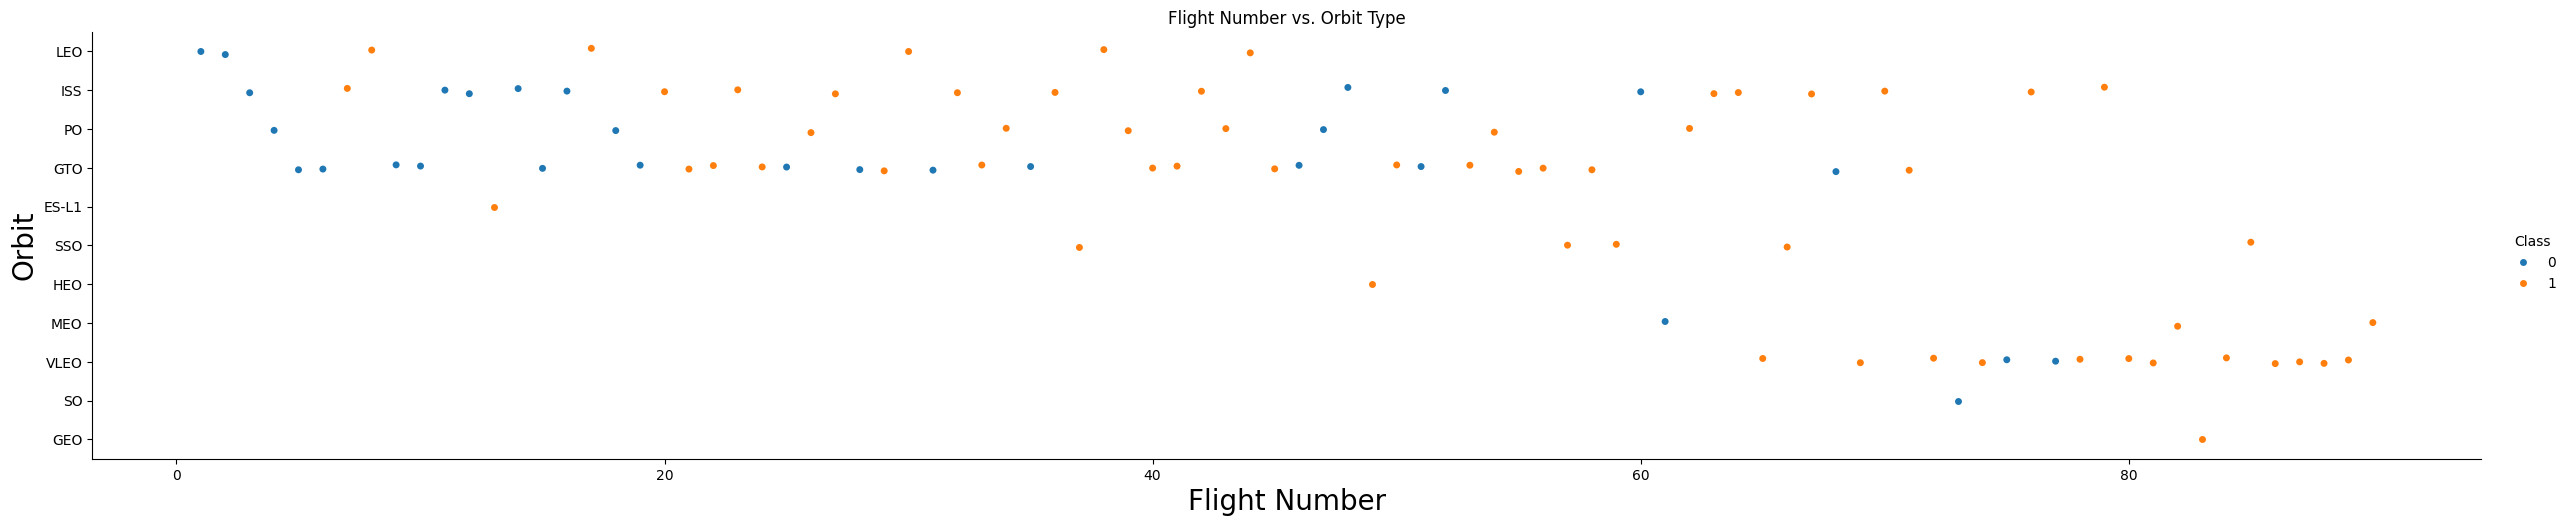 Flight Number vs. Orbit Type
LEO
ISS
PO
GTO
ES-L1
SSO
HEO
MEO
VLEO
SO
GEO
Orbit
0 20 40 60 80
Flight Number
Class
0
1